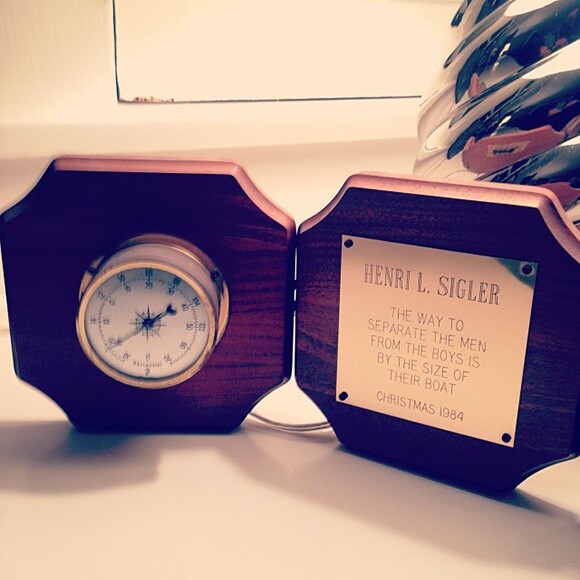 HENRI L. SIGLER
THE WAY TO
SEPARATE THE MEN
FROM THE BOYS IS
BY THE SIZE OF
THEIR BOAT
CHRISTMAS 1984